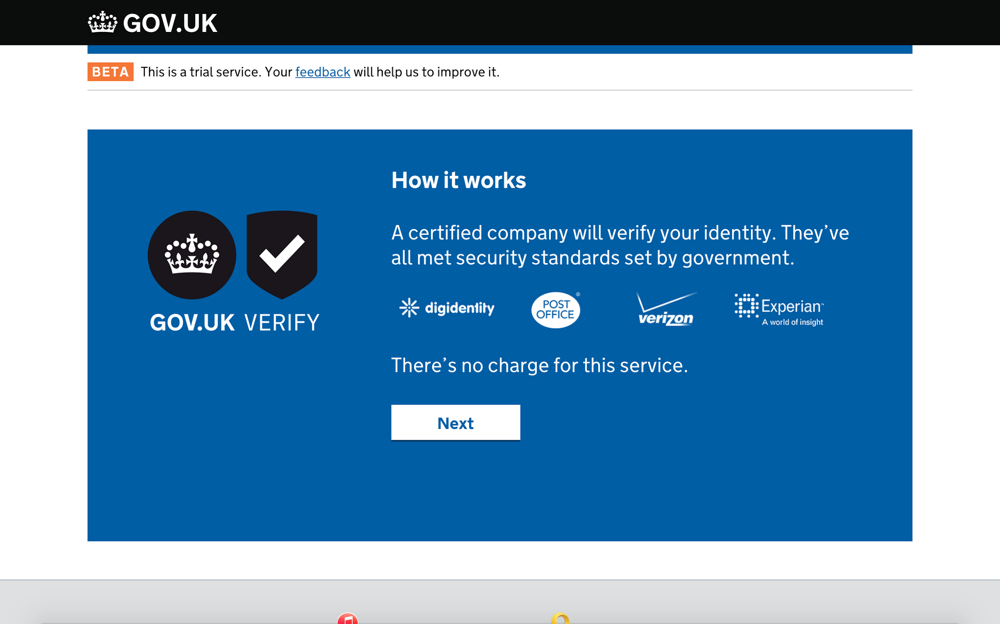 GOV.UK
BETA This is a trial service. Your feedback will help us to improve it.
How it works
A certified company will verify your identity. They’ve
all met security standards set by government.
GOV.UK VERIFY
digidentity
POST
OFFICE
®
verizon
Experian™
A world of insight
There’s no charge for this service.
Next